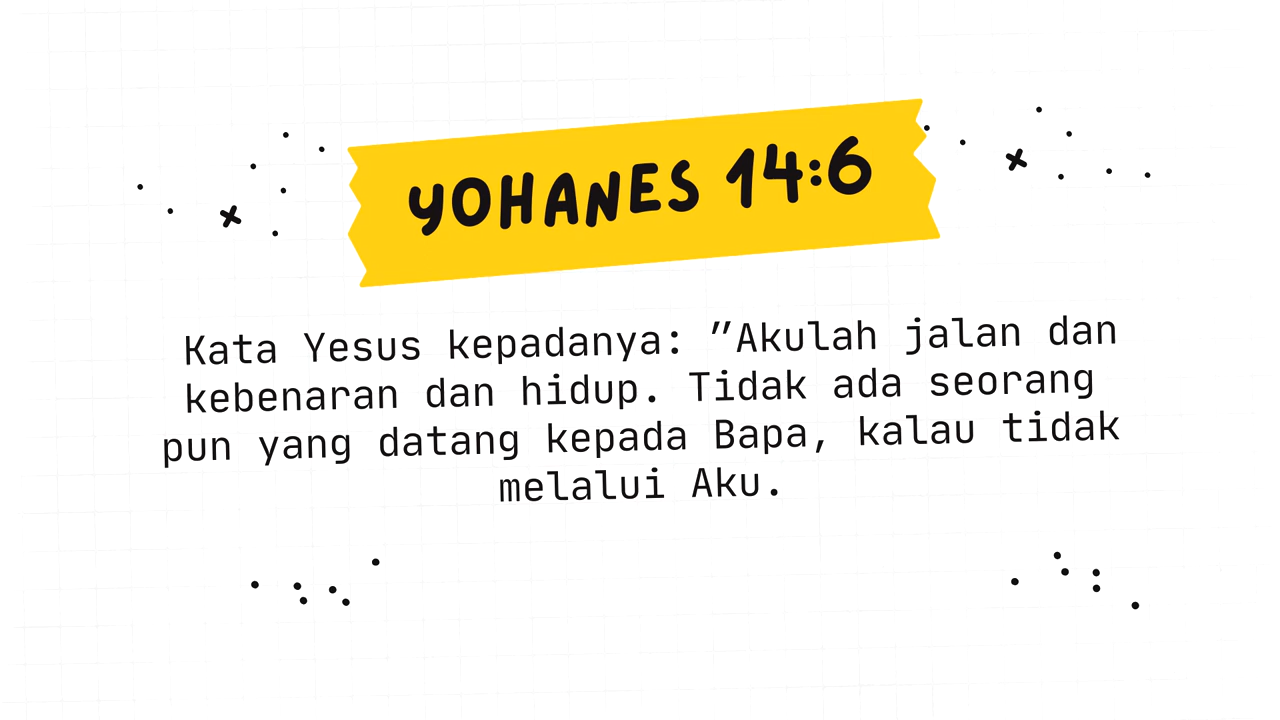 YOHANES 14:6
Kata Yesus kepadanya: ”Akulah jalan dan
kebenaran dan hidup. Tidak ada seorang
pun yang datang kepada Bapa, kalau tidak
melalui Aku.